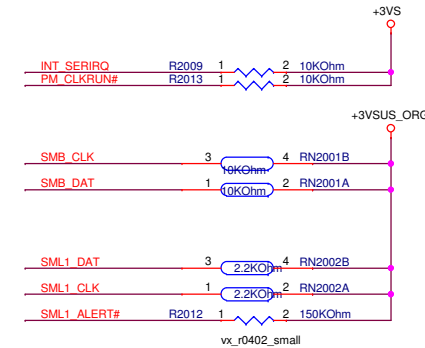 +3VS
INT_SERIRQ R2009 1 2 10KOhm
PM_CLKRUN# R2013 1 2 10KOhm
+3VSUS_ORG
SMB_CLK 3 10KOhm 4 RN2001B
SMB_DAT 1 10KOhm 2 RN2001A
SML1_DAT 3 2.2KOhm 4 RN2002B
SML1_CLK 1 2.2KOhm 2 RN2002A
SML1_ALERT# R2012 1 2 150KOhm
vx_r0402_small